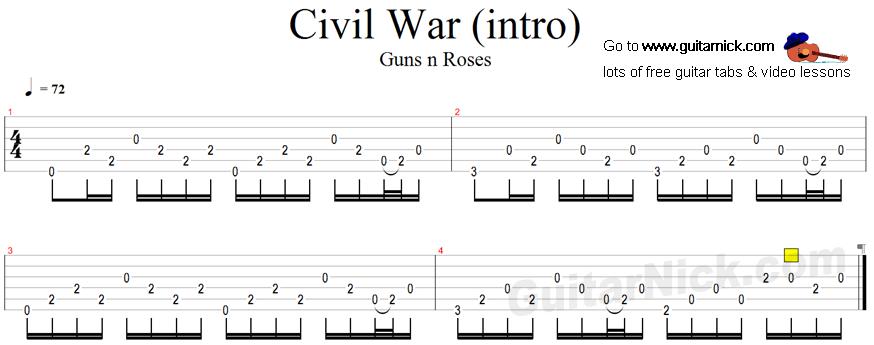 Civil War (intro)
Guns n Roses
Go to www.guitarnick.com
lots of free guitar tabs & video lessons
= 72
1 2
4
4
0 0 0 0
2 2 2 2 2 0 0 0 0 0 0 0
2 2 2 2 0 2 2 2 2 2 0 2
0 0 3 3
3 4
0 0 0 2 0 0
2 2 2 2 2 0 0 0 0 0 2
2 2 2 2 2 0 2 2 2 0 2 0 0
0 0 3 2
GuitarNick.com